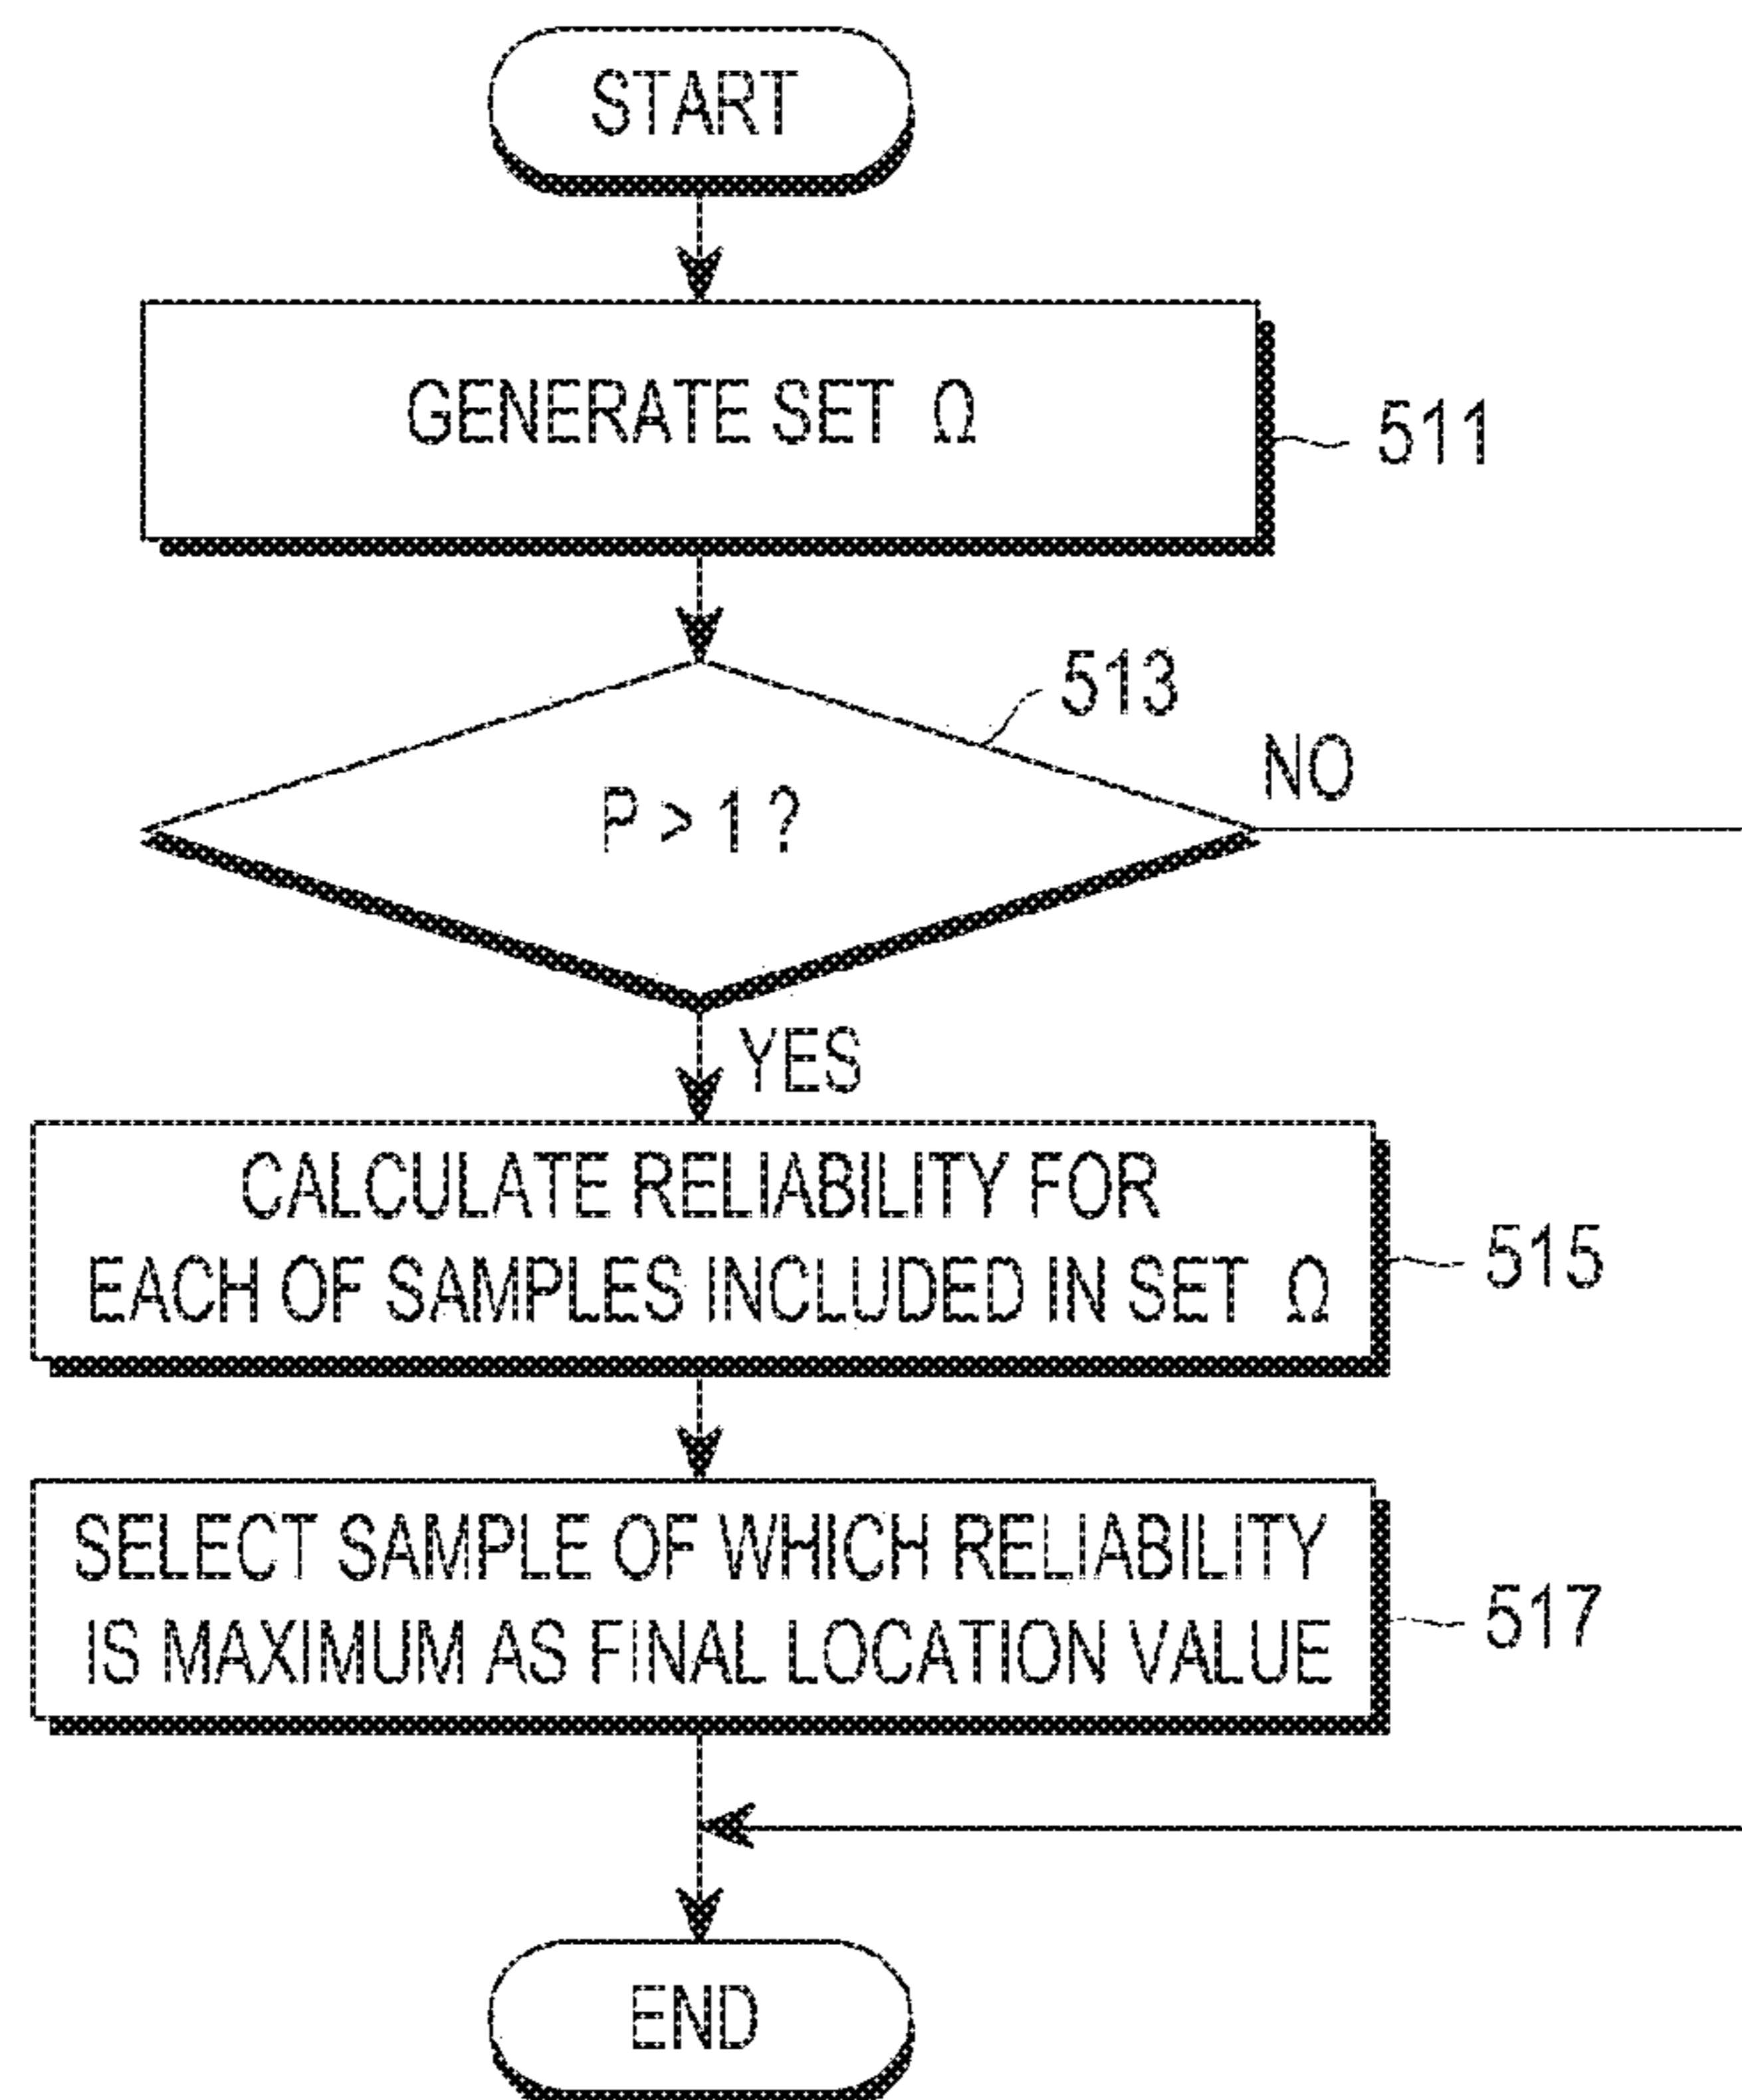 START
GENERATE SET Ω
511
513
P > 1 ?
NO
YES
CALCULATE RELIABILITY FOR
EACH OF SAMPLES INCLUDED IN SET Ω
515
SELECT SAMPLE OF WHICH RELIABILITY
IS MAXIMUM AS FINAL LOCATION VALUE
517
END